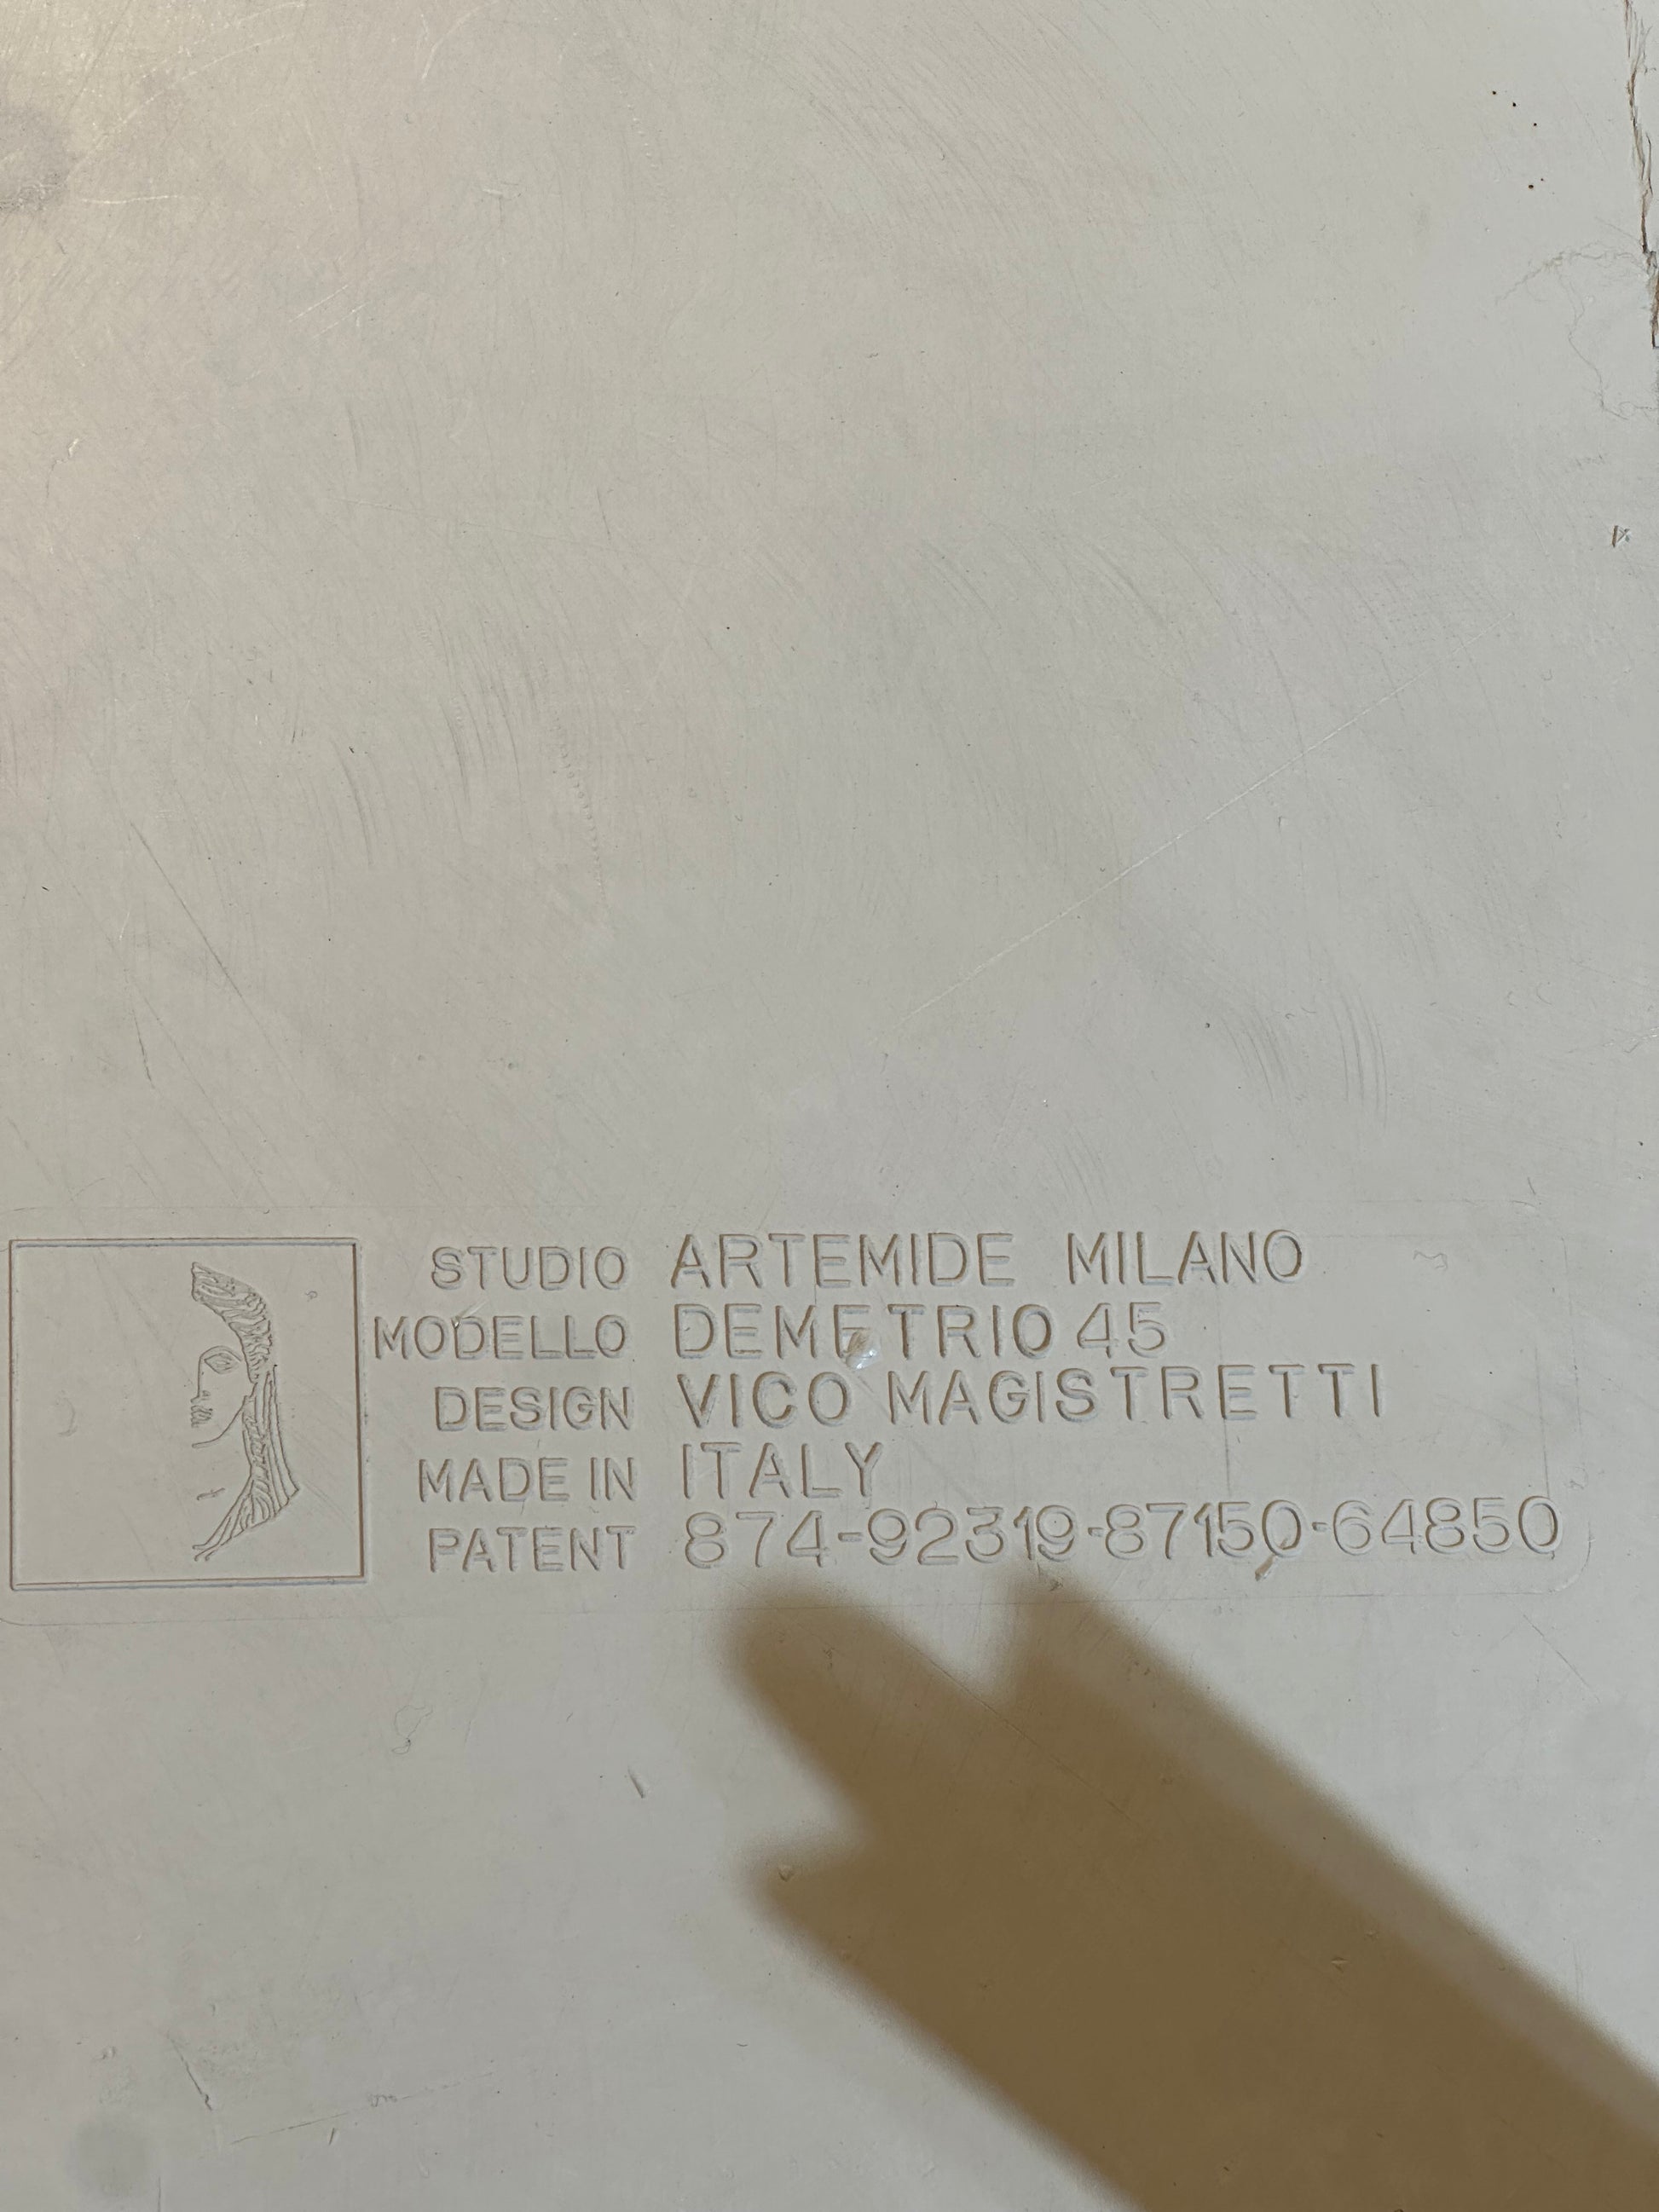 STUDIO ARTEMIDE MILANO
MODELLO DEMETRIO 45
DESIGN VICO MAGISTRETTI
MADE IN ITALY
PATENT 874-92319-87150-64850